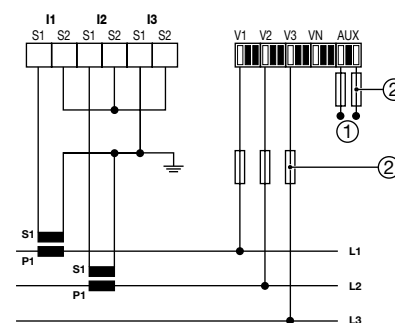 I1 I2 I3
S1 S2 S1 S2 S1 S2
V1 V2 V3 VN AUX
2
1
2
S1
P1
L1
S1
P1
L2
L3